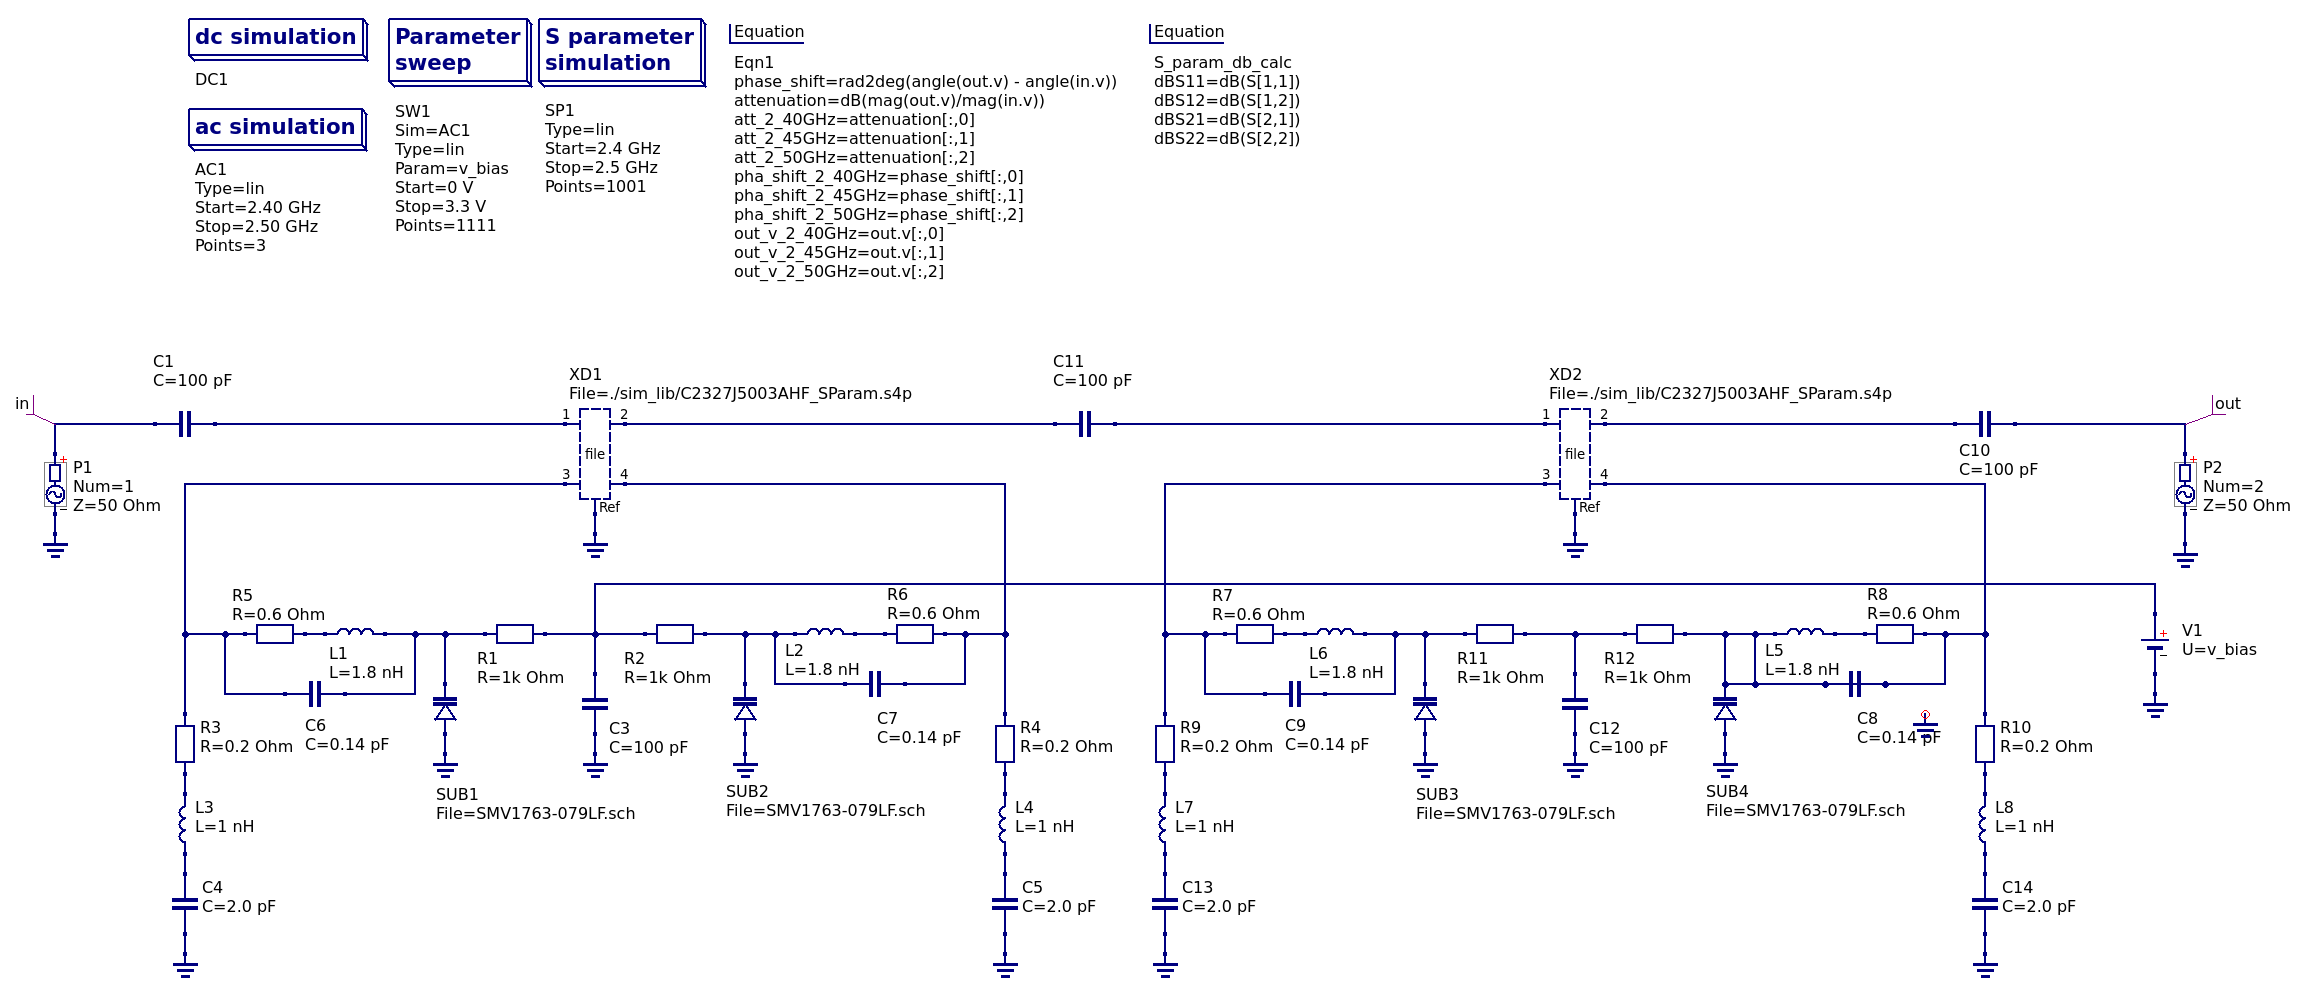 dc simulation
DC1
ac simulation
AC1
Type=lin
Start=2.40 GHz
Stop=2.50 GHz
Points=3
Parameter
sweep
SW1
Sim=AC1
Type=lin
Param=v_bias
Start=0 V
Stop=3.3 V
Points=1111
S parameter
simulation
SP1
Type=lin
Start=2.4 GHz
Stop=2.5 GHz
Points=1001
Equation
Eqn1
phase_shift=rad2deg(angle(out.v) - angle(in.v))
attenuation=dB(mag(out.v)/mag(in.v))
att_2_40GHz=attenuation[:,0]
att_2_45GHz=attenuation[:,1]
att_2_50GHz=attenuation[:,2]
pha_shift_2_40GHz=phase_shift[:,0]
pha_shift_2_45GHz=phase_shift[:,1]
pha_shift_2_50GHz=phase_shift[:,2]
out_v_2_40GHz=out.v[:,0]
out_v_2_45GHz=out.v[:,1]
out_v_2_50GHz=out.v[:,2]
Equation
S_param_db_calc
dBS11=dB(S[1,1])
dBS12=dB(S[1,2])
dBS21=dB(S[2,1])
dBS22=dB(S[2,2])
in
C1
C=100 pF
XD1
File=./sim_lib/C2327J5003AHF_SParam.s4p
1
2
file
3
4
Ref
C11
C=100 pF
XD2
File=./sim_lib/C2327J5003AHF_SParam.s4p
1
2
file
3
4
Ref
C10
C=100 pF
out
P1
Num=1
Z=50 Ohm
P2
Num=2
Z=50 Ohm
R5
R=0.6 Ohm
L1
L=1.8 nH
C6
C=0.14 pF
R1
R=1k Ohm
R2
R=1k Ohm
C3
C=100 pF
L2
L=1.8 nH
R6
R=0.6 Ohm
C7
C=0.14 pF
R3
R=0.2 Ohm
R4
R=0.2 Ohm
SUB1
File=SMV1763-079LF.sch
SUB2
File=SMV1763-079LF.sch
L3
L=1 nH
L4
L=1 nH
C4
C=2.0 pF
C5
C=2.0 pF
R7
R=0.6 Ohm
L6
L=1.8 nH
C9
C=0.14 pF
R11
R=1k Ohm
R12
R=1k Ohm
C12
C=100 pF
L5
L=1.8 nH
R8
R=0.6 Ohm
C8
C=0.14 pF
R9
R=0.2 Ohm
R10
R=0.2 Ohm
V1
U=v_bias
SUB3
File=SMV1763-079LF.sch
SUB4
File=SMV1763-079LF.sch
L7
L=1 nH
L8
L=1 nH
C13
C=2.0 pF
C14
C=2.0 pF